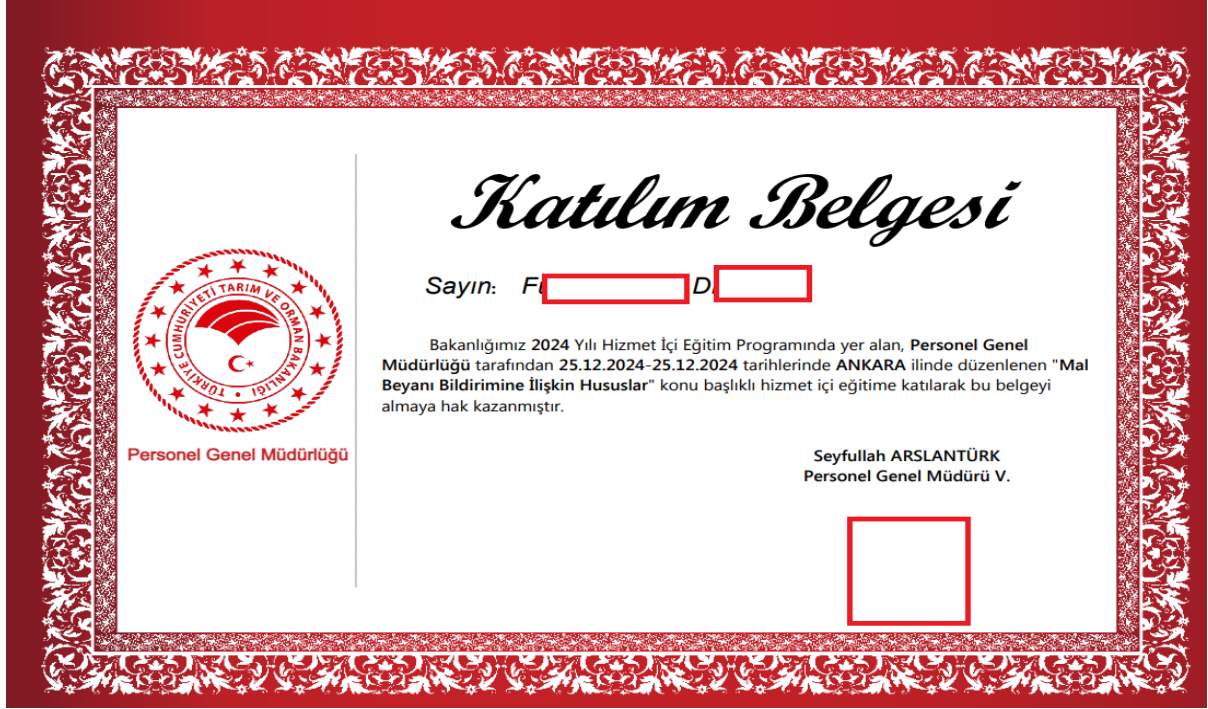 Katılım Belgesi
Sayın:
TÜRKİYE CUMHURİYETİ TARIM VE ORMAN BAKANLIĞI
Personel Genel Müdürlüğü
Bakanlığımız 2024 Yılı Hizmet İçi Eğitim Programında yer alan, Personel Genel
Müdürlüğü tarafından 25.12.2024-25.12.2024 tarihlerinde ANKARA ilinde düzenlenen "Mal
Beyanı Bildirimine İlişkin Hususlar" konu başlıklı hizmet içi eğitime katılarak bu belgeyi
almaya hak kazanmıştır.
Seyfullah ARSLANTÜRK
Personel Genel Müdürü V.